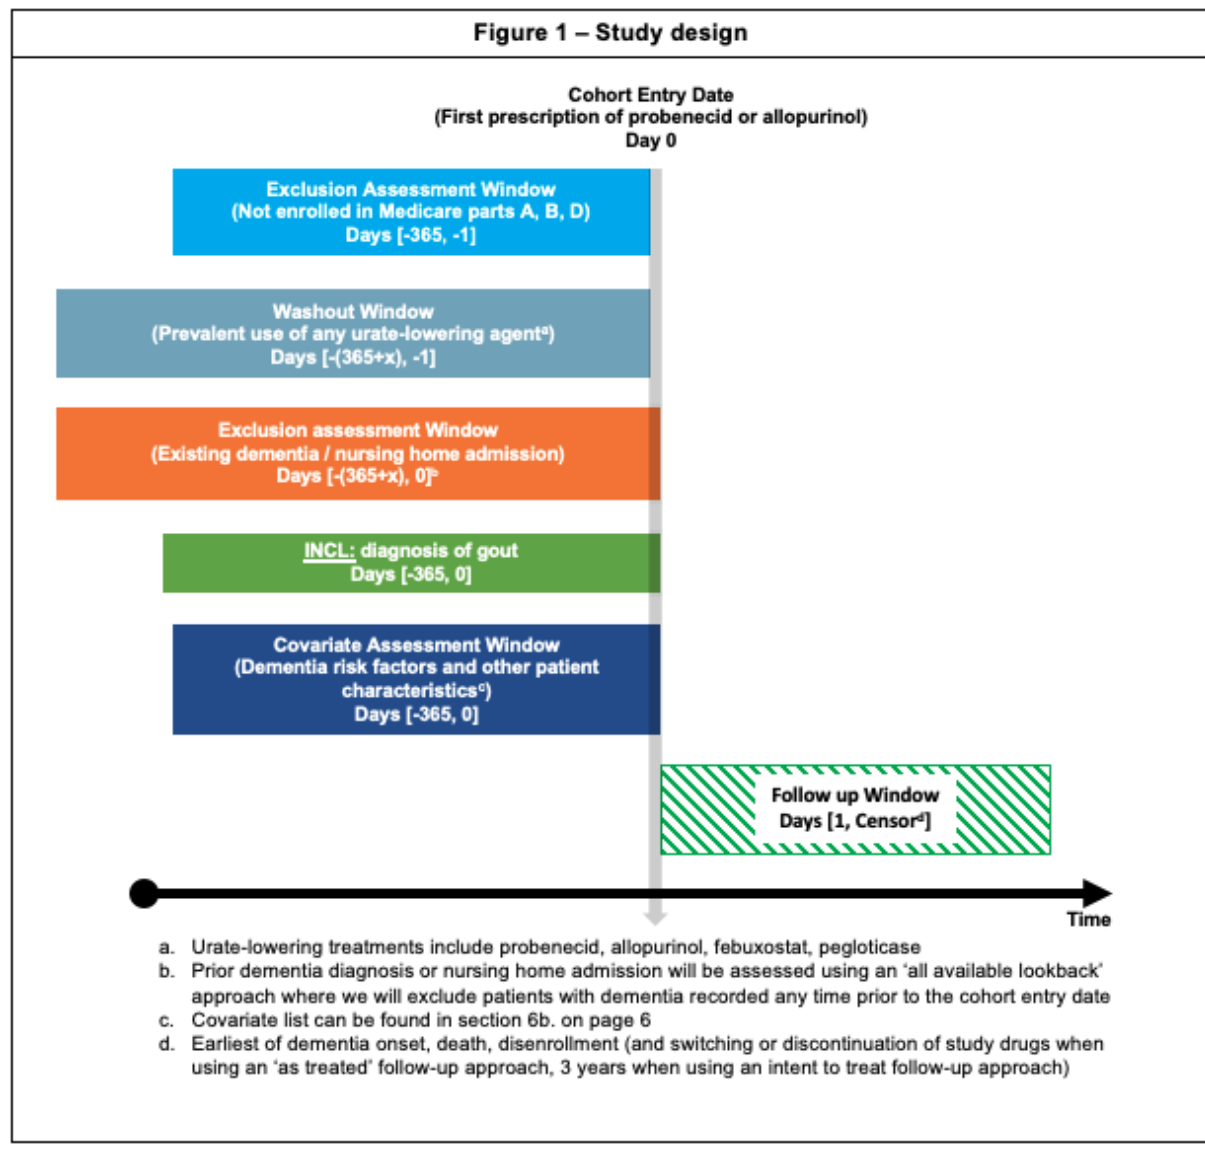 Figure 1 – Study design
Cohort Entry Date
(First prescription of probenecid or allopurinol)
Day 0
Exclusion Assessment Window
(Not enrolled in Medicare parts A, B, D)
Days [-365, -1]
Washout Window
(Prevalent use of any urate-lowering agentᵃ)
Days [-(365+x), -1]
Exclusion assessment Window
(Existing dementia / nursing home admission)
Days [-(365+x), 0]ᵇ
INCL: diagnosis of gout
Days [-365, 0]
Covariate Assessment Window
(Dementia risk factors and other patient
characteristicsᶜ)
Days [-365, 0]
Follow up Window
Days [1, Censorᵈ]
Time
a. Urate-lowering treatments include probenecid, allopurinol, febuxostat, pegloticase
b. Prior dementia diagnosis or nursing home admission will be assessed using an ‘all available lookback’
approach where we will exclude patients with dementia recorded any time prior to the cohort entry date
c. Covariate list can be found in section 6b. on page 6
d. Earliest of dementia onset, death, disenrollment (and switching or discontinuation of study drugs when
using an ‘as treated’ follow-up approach, 3 years when using an intent to treat follow-up approach)